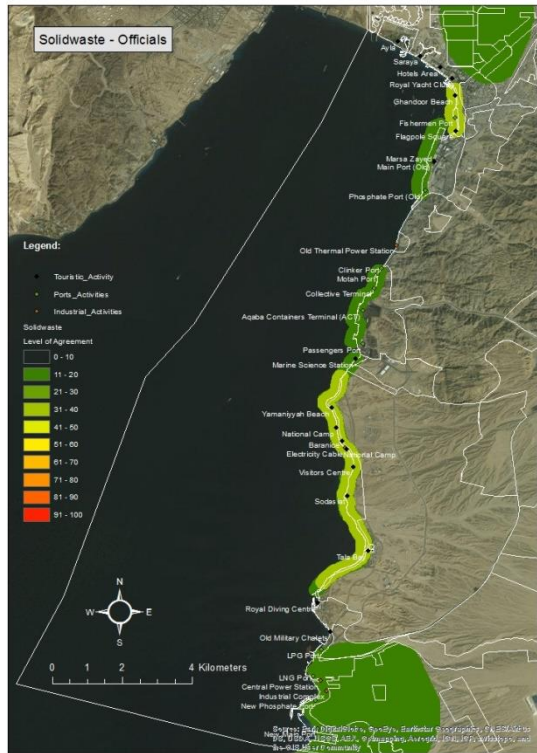 Solidwaste - Officials
Ayla
Saraya
Hotels Area
Royal Yacht Club
Ghandoor Beach
Fishermen Port
Flagpole Square
Marsa Zayed
Main Port (Old)
Phosphate Port (Old)
Old Thermal Power Station
Clinker Port
Motah Port
Collective Terminal
Aqaba Containers Terminal (ACT)
Passengers Port
Marine Science Station
Yamaniyyah Beach
National Camp
Electricity Cable
National Camp
Visitors Centre
Tala Bay
Royal Diving Centre
Old Military Chalets
LPG Port
LNG Port
Central Power Station
Industrial Complex
New Phosphate Port
Legend:
Touristic_Activity
Ports_Activities
Industrial_Activities
Solidwaste
Level of Agreement
0 - 10
11 - 20
21 - 30
31 - 40
41 - 50
51 - 60
61 - 70
71 - 80
81 - 90
91 - 100
N
W
E
S
0
1
2
4 Kilometers